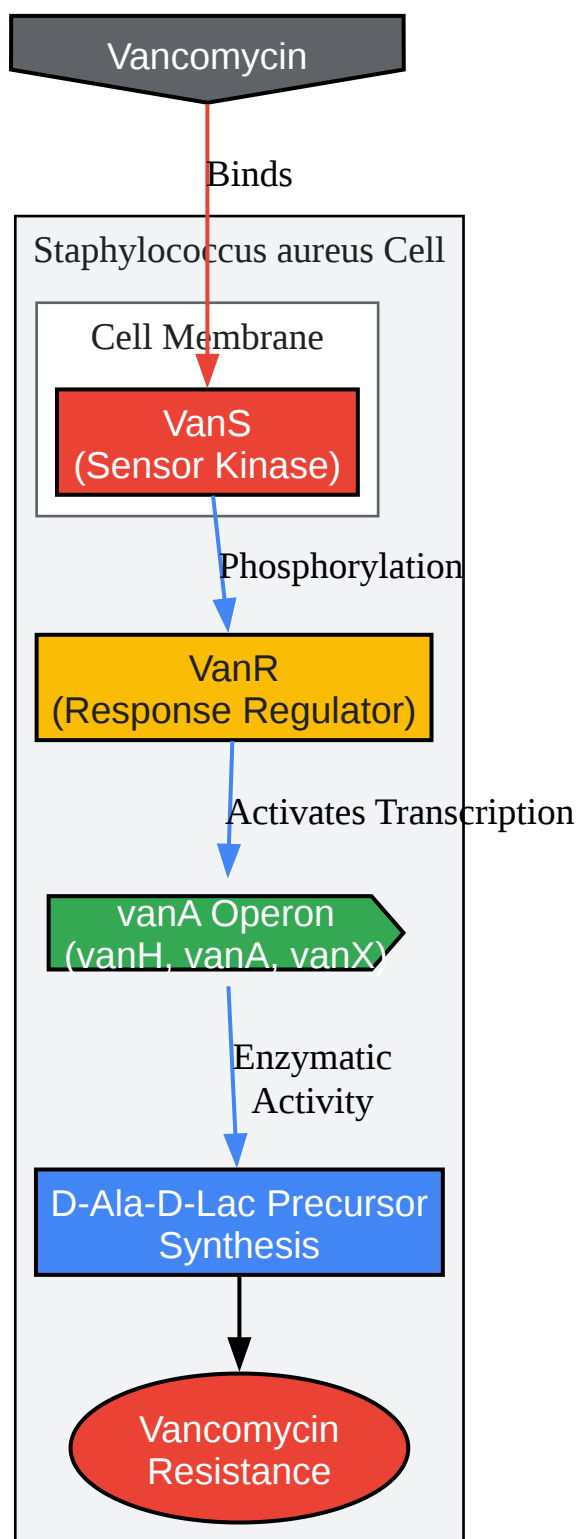 Vancomycin
Binds
Staphylococcus aureus Cell
Cell Membrane
VanS
(Sensor Kinase)
Phosphorylation
VanR
(Response Regulator)
Activates Transcription
vanA Operon
(vanH, vanA, vanX)
Enzymatic
Activity
D-Ala-D-Lac Precursor
Synthesis
Vancomycin
Resistance